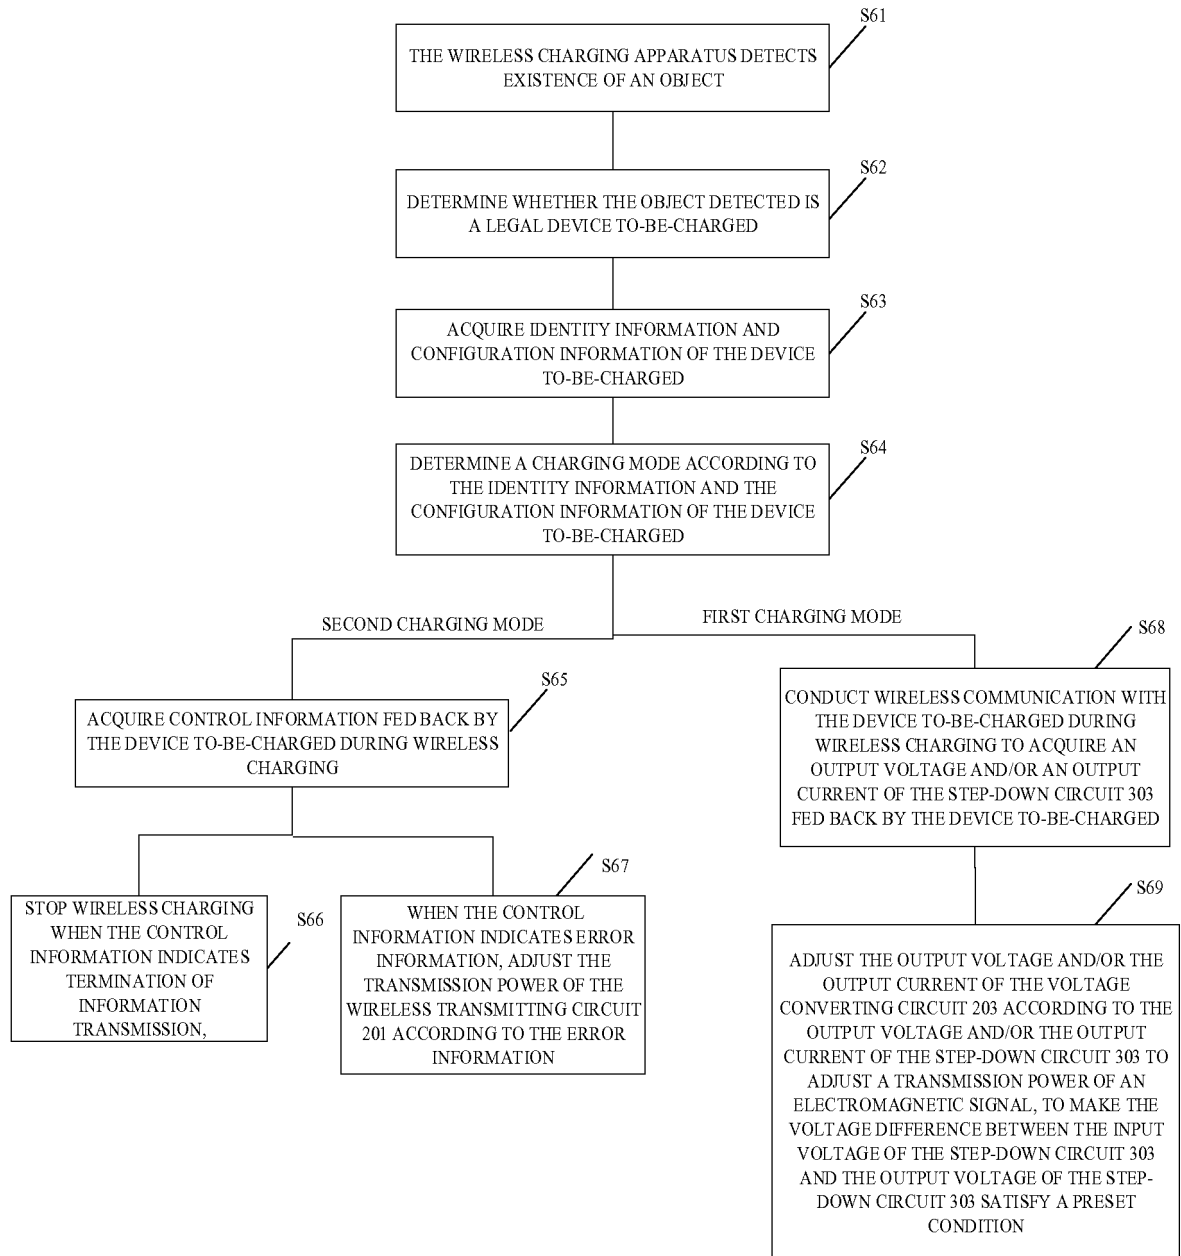 S61
THE WIRELESS CHARGING APPARATUS DETECTS
EXISTENCE OF AN OBJECT
S62
DETERMINE WHETHER THE OBJECT DETECTED IS
A LEGAL DEVICE TO-BE-CHARGED
S63
ACQUIRE IDENTITY INFORMATION AND
CONFIGURATION INFORMATION OF THE DEVICE
TO-BE-CHARGED
S64
DETERMINE A CHARGING MODE ACCORDING TO
THE IDENTITY INFORMATION AND THE
CONFIGURATION INFORMATION OF THE DEVICE
TO-BE-CHARGED
SECOND CHARGING MODE
FIRST CHARGING MODE
S65
ACQUIRE CONTROL INFORMATION FED BACK BY
THE DEVICE TO-BE-CHARGED DURING WIRELESS
CHARGING
S66
STOP WIRELESS CHARGING
WHEN THE CONTROL
INFORMATION INDICATES
TERMINATION OF
INFORMATION
TRANSMISSION,
S67
WHEN THE CONTROL
INFORMATION INDICATES ERROR
INFORMATION, ADJUST THE
TRANSMISSION POWER OF THE
WIRELESS TRANSMITTING CIRCUIT
201 ACCORDING TO THE ERROR
INFORMATION
S68
CONDUCT WIRELESS COMMUNICATION WITH
THE DEVICE TO-BE-CHARGED DURING
WIRELESS CHARGING TO ACQUIRE AN
OUTPUT VOLTAGE AND/OR AN OUTPUT
CURRENT OF THE STEP-DOWN CIRCUIT 303
FED BACK BY THE DEVICE TO-BE-CHARGED
S69
ADJUST THE OUTPUT VOLTAGE AND/OR THE
OUTPUT CURRENT OF THE VOLTAGE
CONVERTING CIRCUIT 203 ACCORDING TO THE
OUTPUT VOLTAGE AND/OR THE OUTPUT
CURRENT OF THE STEP-DOWN CIRCUIT 303 TO
ADJUST A TRANSMISSION POWER OF AN
ELECTROMAGNETIC SIGNAL, TO MAKE THE
VOLTAGE DIFFERENCE BETWEEN THE INPUT
VOLTAGE OF THE STEP-DOWN CIRCUIT 303
AND THE OUTPUT VOLTAGE OF THE STEP-
DOWN CIRCUIT 303 SATISFY A PRESET
CONDITION